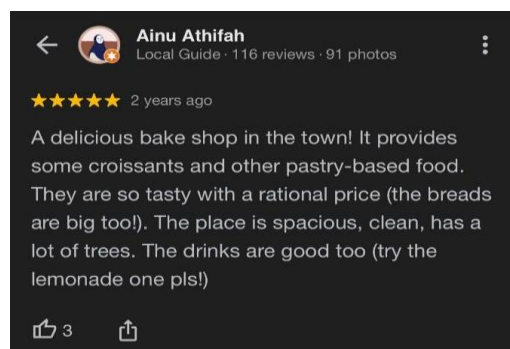 Ainu Athifah
Local Guide · 116 reviews · 91 photos
2 years ago
A delicious bake shop in the town! It provides
some croissants and other pastry-based food.
They are so tasty with a rational price (the breads
are big too!). The place is spacious, clean, has a
lot of trees. The drinks are good too (try the
lemonade one pls!)
3